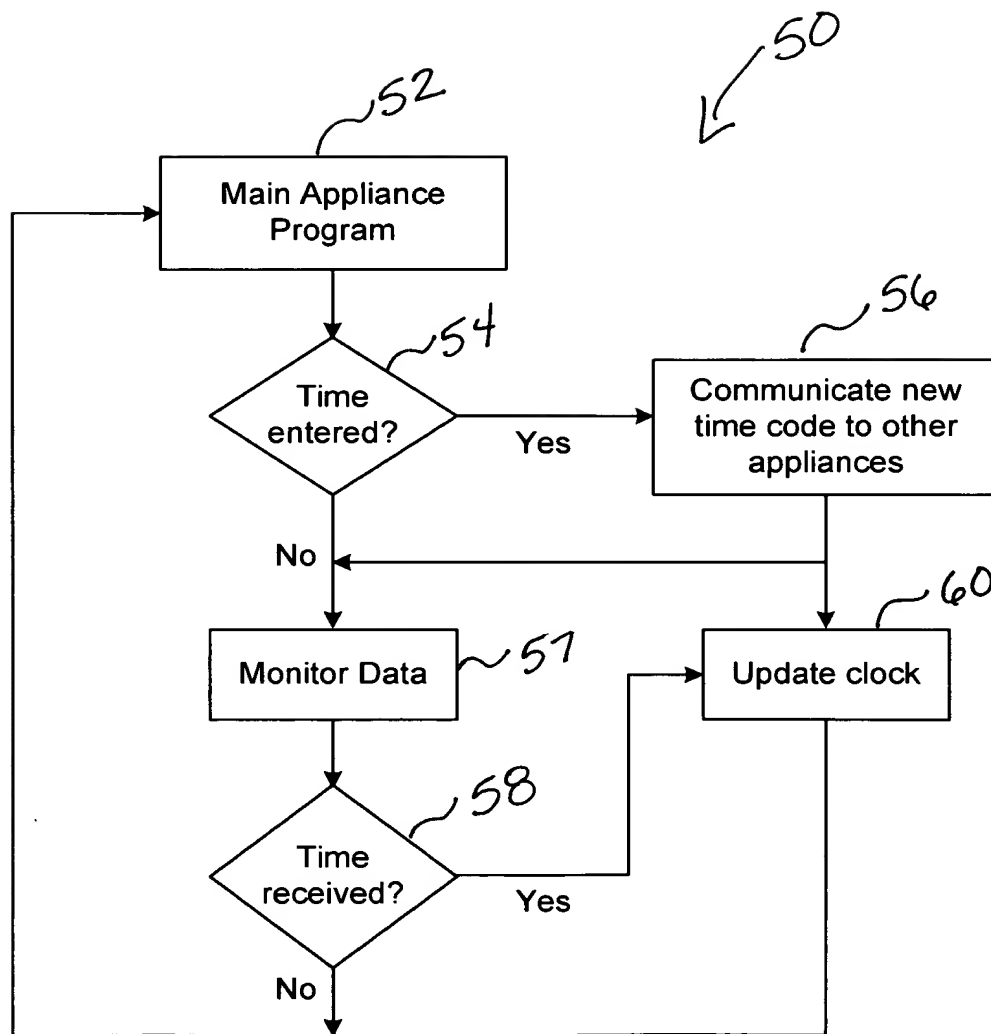 50
52
Main Appliance
Program
54
Time
entered?
Yes
56
Communicate new
time code to other
appliances
No
60
Monitor Data
57
Update clock
58
Time
received?
Yes
No